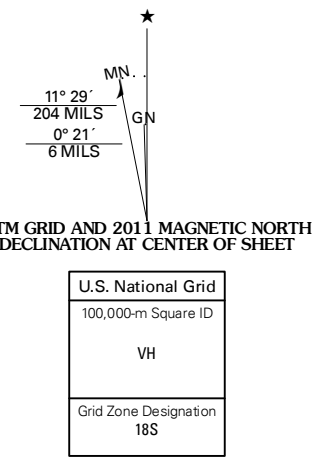 ★
MN
11° 29´
204 MILS
GN
0° 21´
6 MILS
TM GRID AND 2011 MAGNETIC NORTH
DECLINATION AT CENTER OF SHEET
U.S. National Grid
100,000-m Square ID
VH
Grid Zone Designation
18S